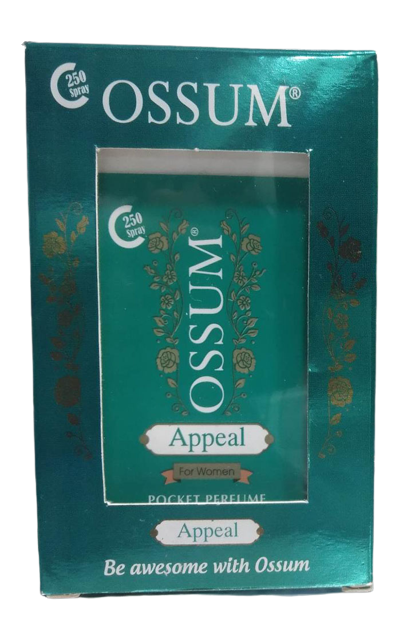 250
Spray
OSSUM®
250
Spray
OSSUM®
Appeal
For Women
POCKET PERFUME
Appeal
Be awesome with Ossum